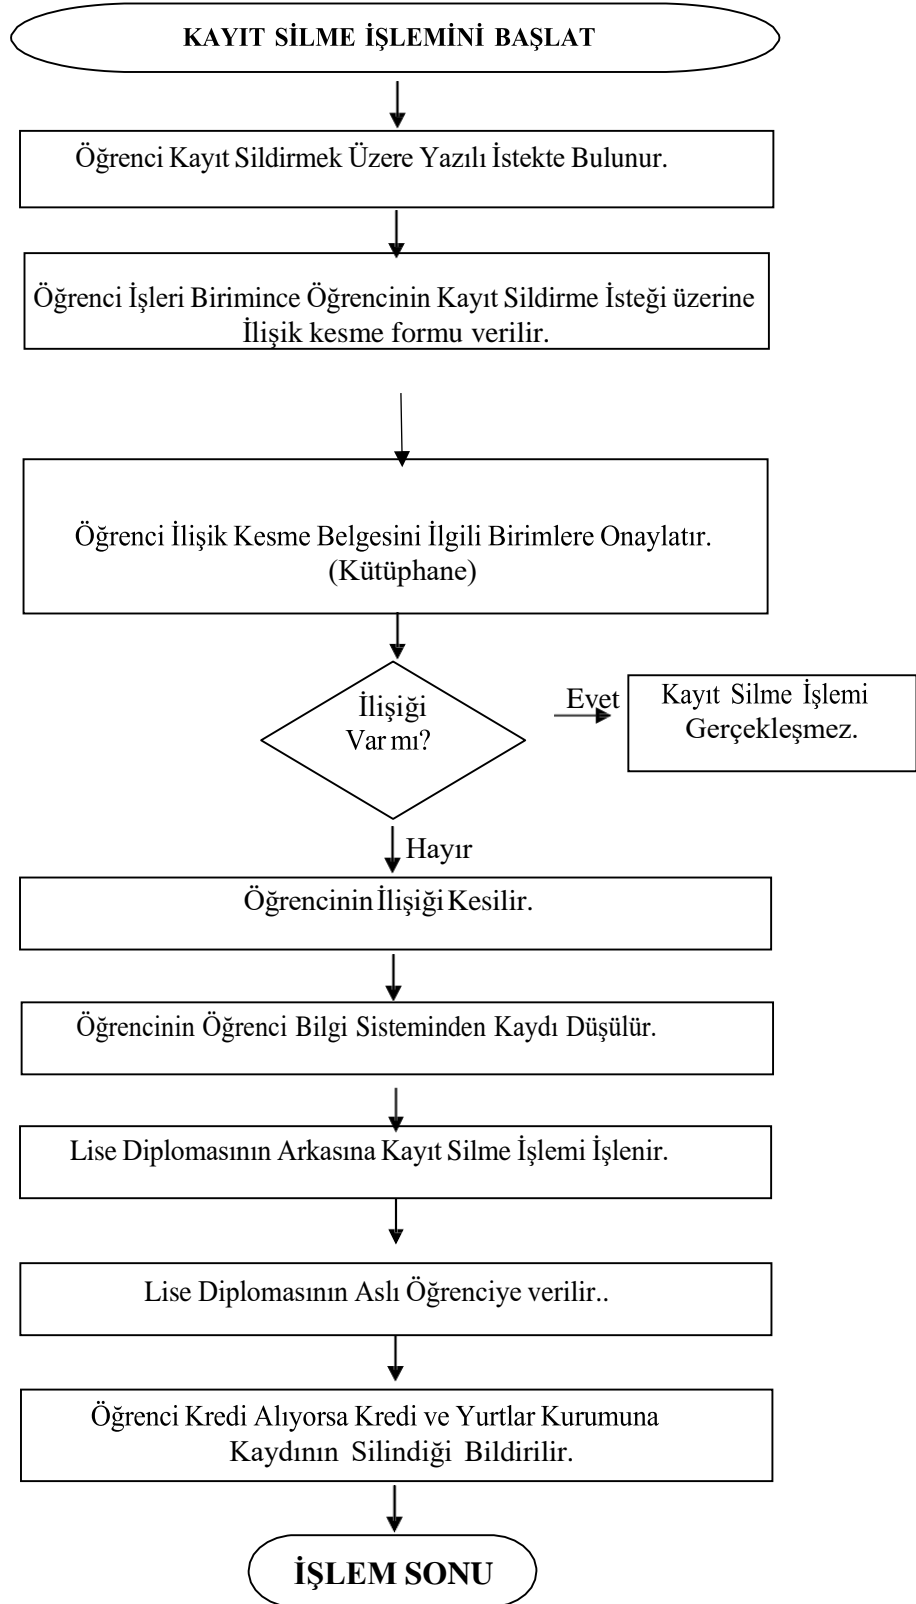 KAYIT SİLME İŞLEMİNİ BAŞLAT
Öğrenci Kayıt Sildirmek Üzere Yazılı İstekte Bulunur.
Öğrenci İşleri Birimince Öğrencinin Kayıt Sildirme İsteği üzerine
İlişik kesme formu verilir.
Öğrenci İlişik Kesme Belgesini İlgili Birimlere Onaylatır.
(Kütüphane)
İlişiği
Var mı?
Evet
Kayıt Silme İşlemi
Gerçekleşmez.
Hayır
Öğrencinin İlişiği Kesilir.
Öğrencinin Öğrenci Bilgi Sisteminden Kaydı Düşülür.
Lise Diplomasının Arkasına Kayıt Silme İşlemi İşlenir.
Lise Diplomasının Aslı Öğrenciye verilir..
Öğrenci Kredi Alıyorsa Kredi ve Yurtlar Kurumuna
Kaydının Silindiği Bildirilir.
İŞLEM SONU